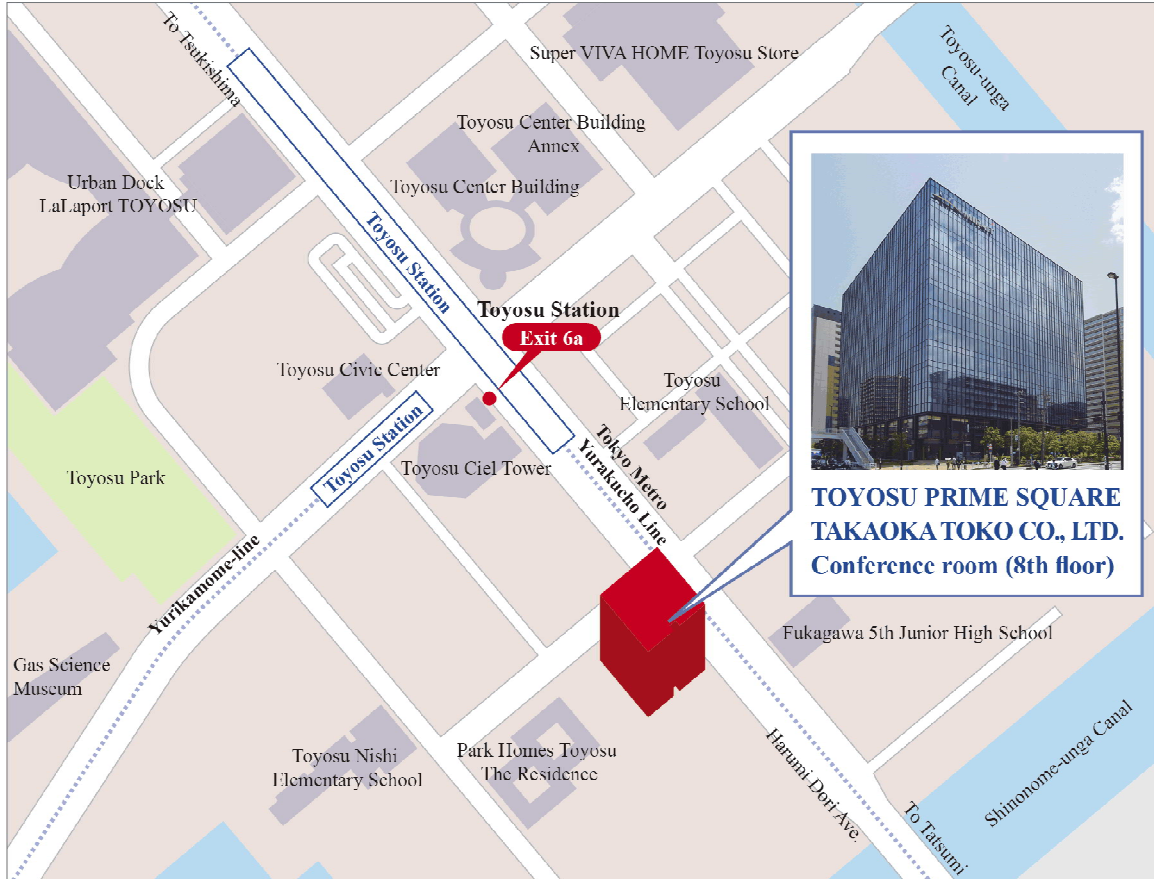 To Tsukishima
Super VIVA HOME Toyosu Store
Toyosu-unga
Canal
Toyosu Center Building
Annex
Toyosu Center Building
Urban Dock
LaLaport TOYOSU
Toyosu Station
Toyosu Station
Exit 6a
Toyosu Civic Center
Toyosu
Elementary School
Toyosu Station
Toyosu Ciel Tower
Tokyo Metro
Yurakucho Line
Toyosu Park
Yurikamome-line
TOYOSU PRIME SQUARE
TAKAOKA TOKO CO., LTD.
Conference room (8th floor)
Fukagawa 5th Junior High School
Gas Science
Museum
Toyosu Nishi
Elementary School
Park Homes Toyosu
The Residence
Harumi Dori Ave.
Shinonome-unga Canal
To Tatsumi